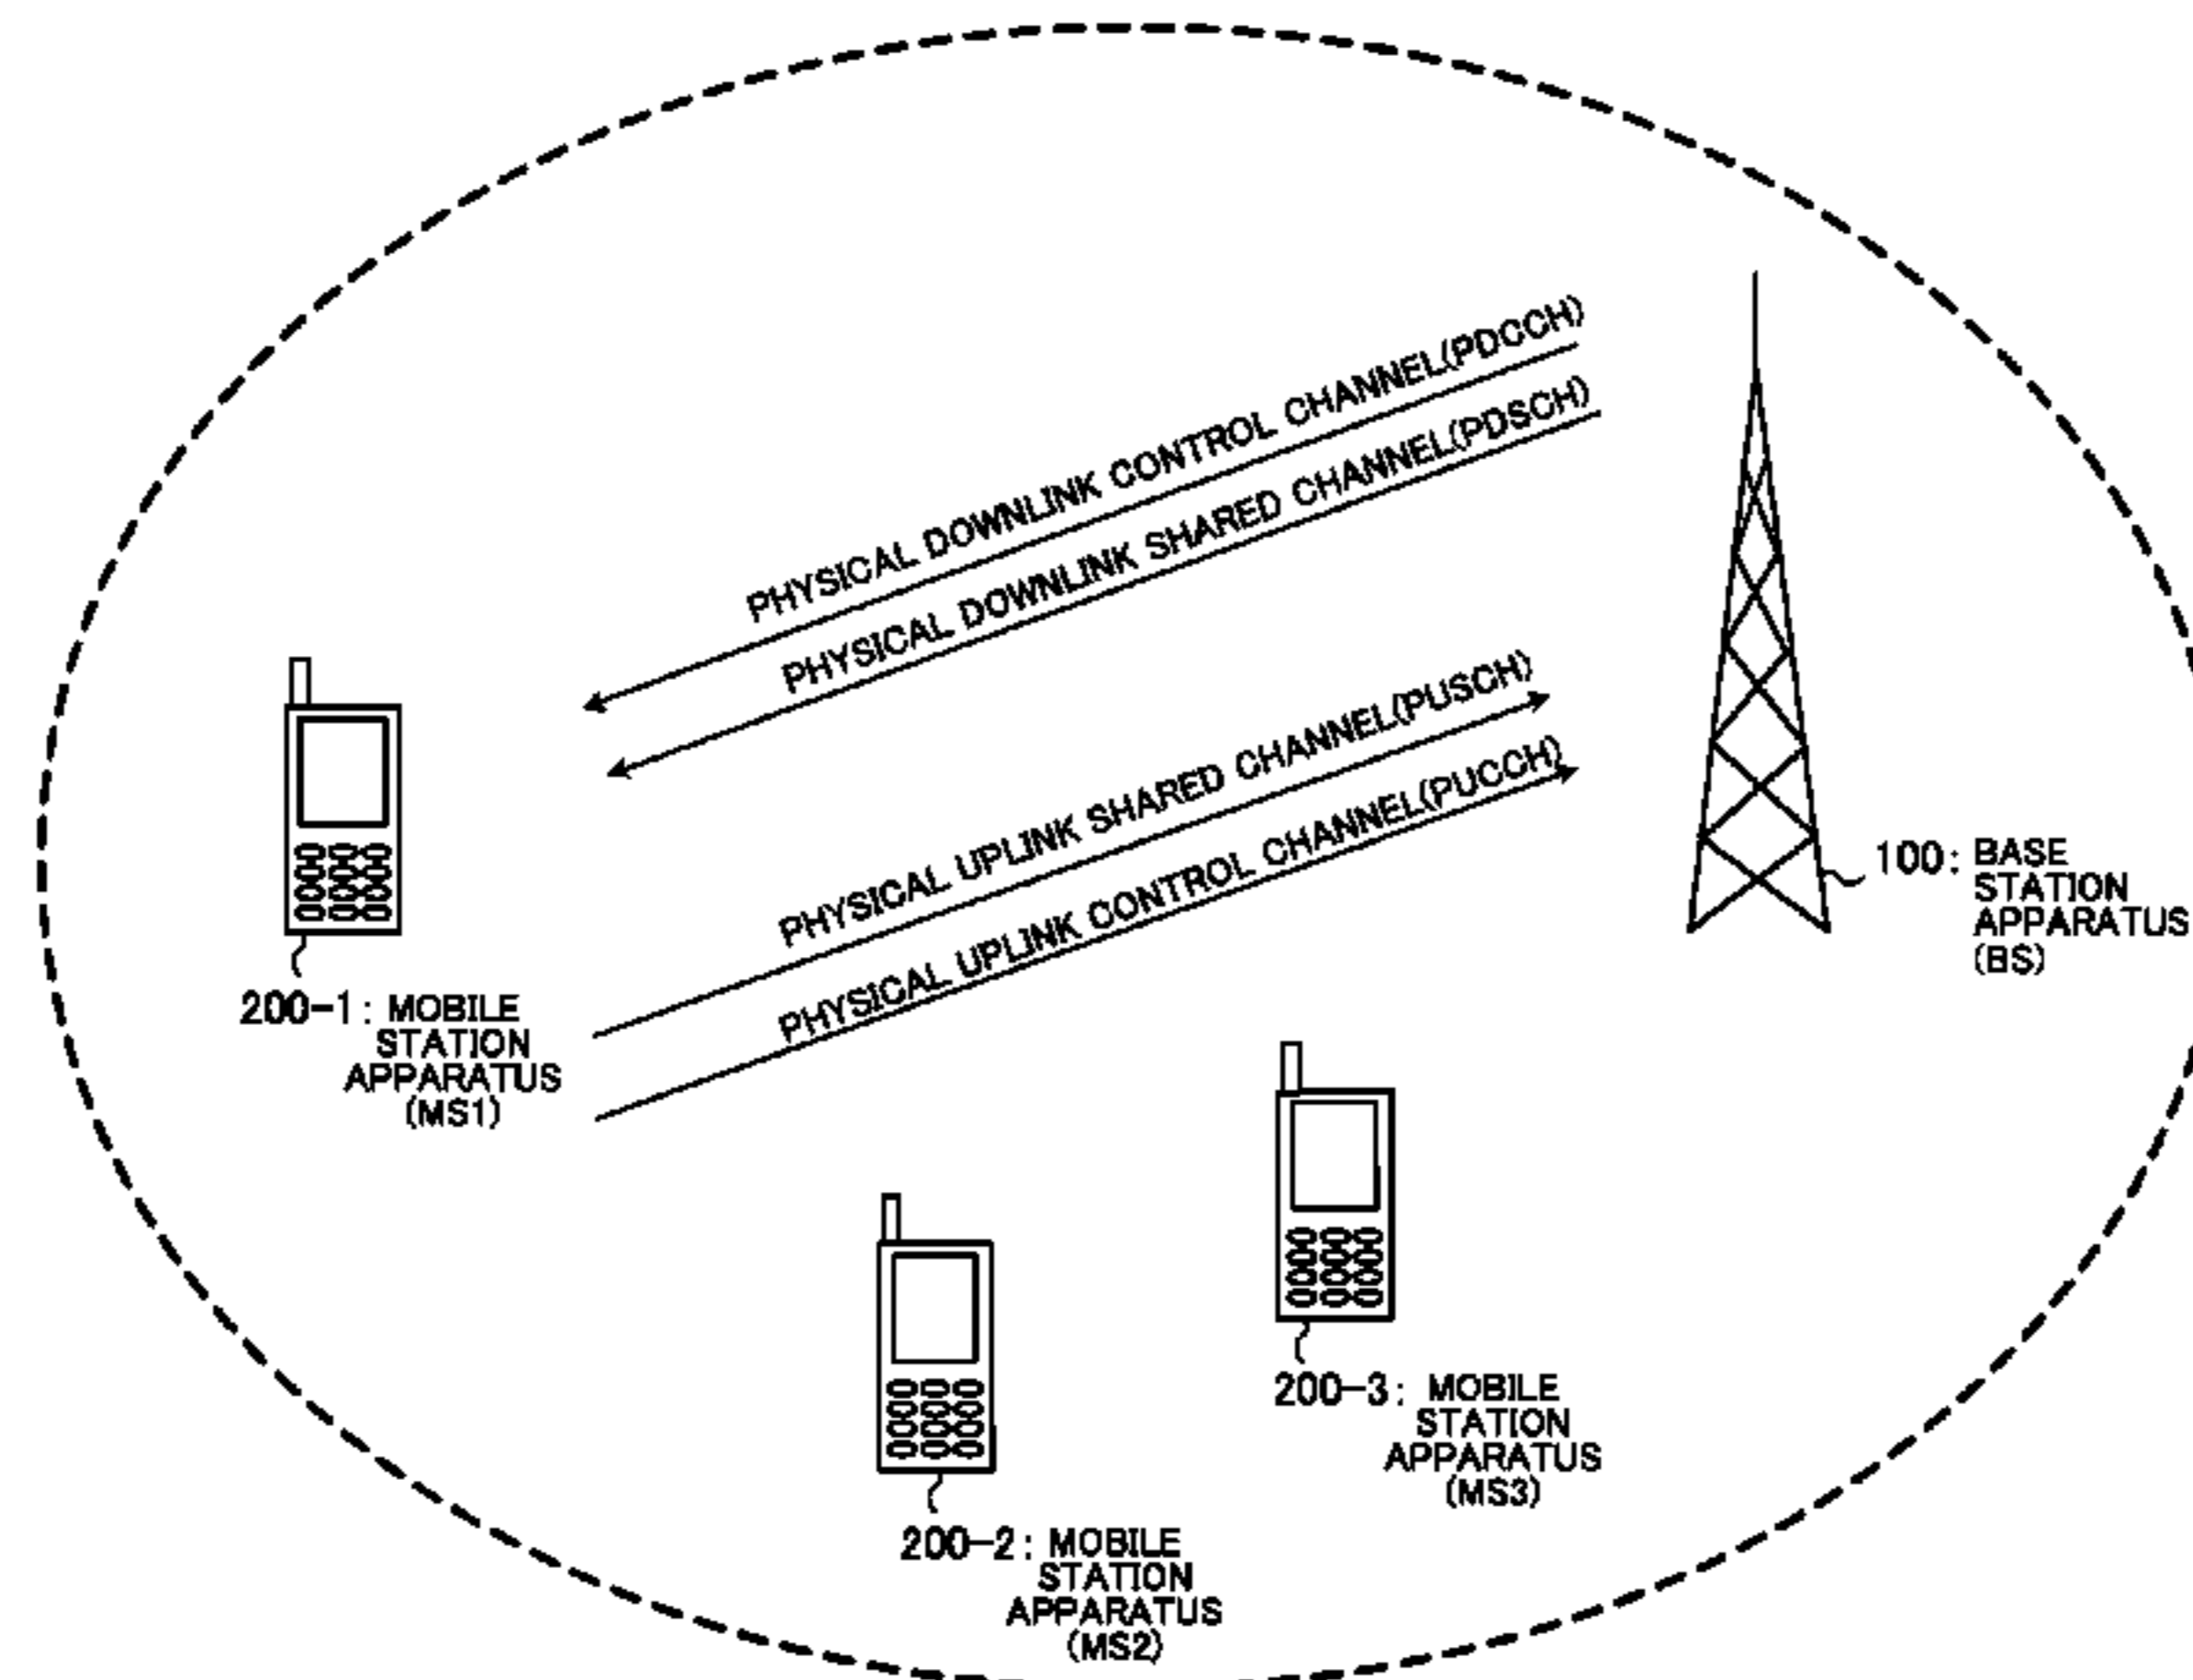 PHYSICAL DOWNLINK CONTROL CHANNEL(PDCCH)
PHYSICAL DOWNLINK SHARED CHANNEL(PDSCH)
PHYSICAL UPLINK SHARED CHANNEL(PUSCH)
PHYSICAL UPLINK CONTROL CHANNEL(PUCCH)
100: BASE
STATION
APPARATUS
(BS)
200-1: MOBILE
STATION
APPARATUS
(MS1)
200-3: MOBILE
STATION
APPARATUS
(MS3)
200-2: MOBILE
STATION
APPARATUS
(MS2)